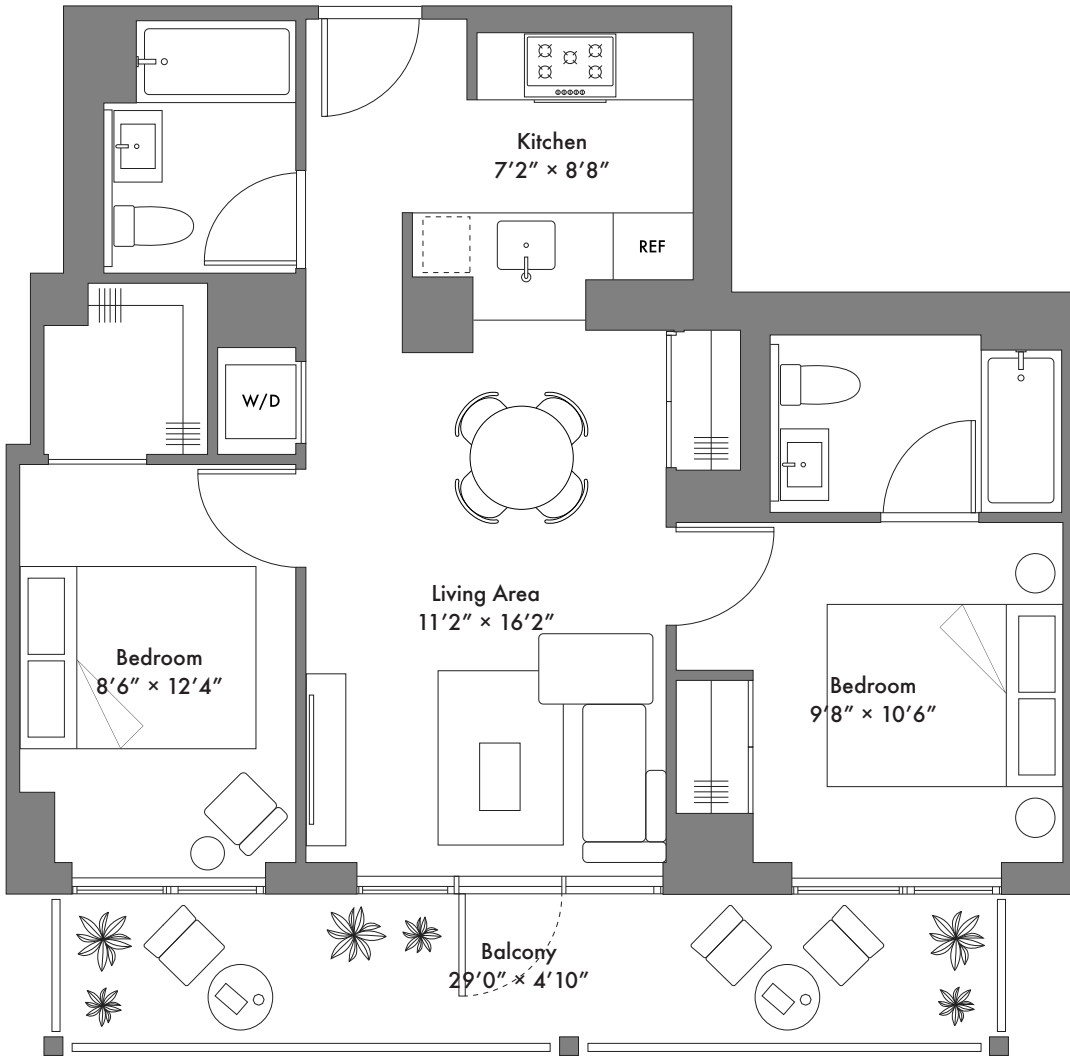 Kitchen
7’2” × 8’8”
REF
W/D
Living Area
11’2” × 16’2”
Bedroom
8’6” × 12’4”
Bedroom
9’8” × 10’6”
Balcony
29’0” × 4’10”